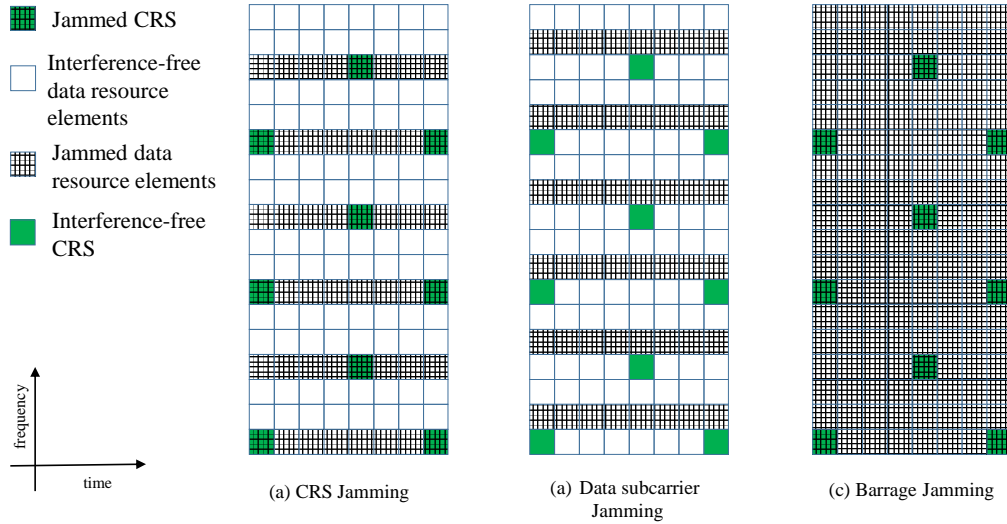 Jammed CRS
Interference-free
data resource
elements
Jammed data
resource elements
Interference-free
CRS
frequency
time
(a) CRS Jamming
(a) Data subcarrier
Jamming
(c) Barrage Jamming